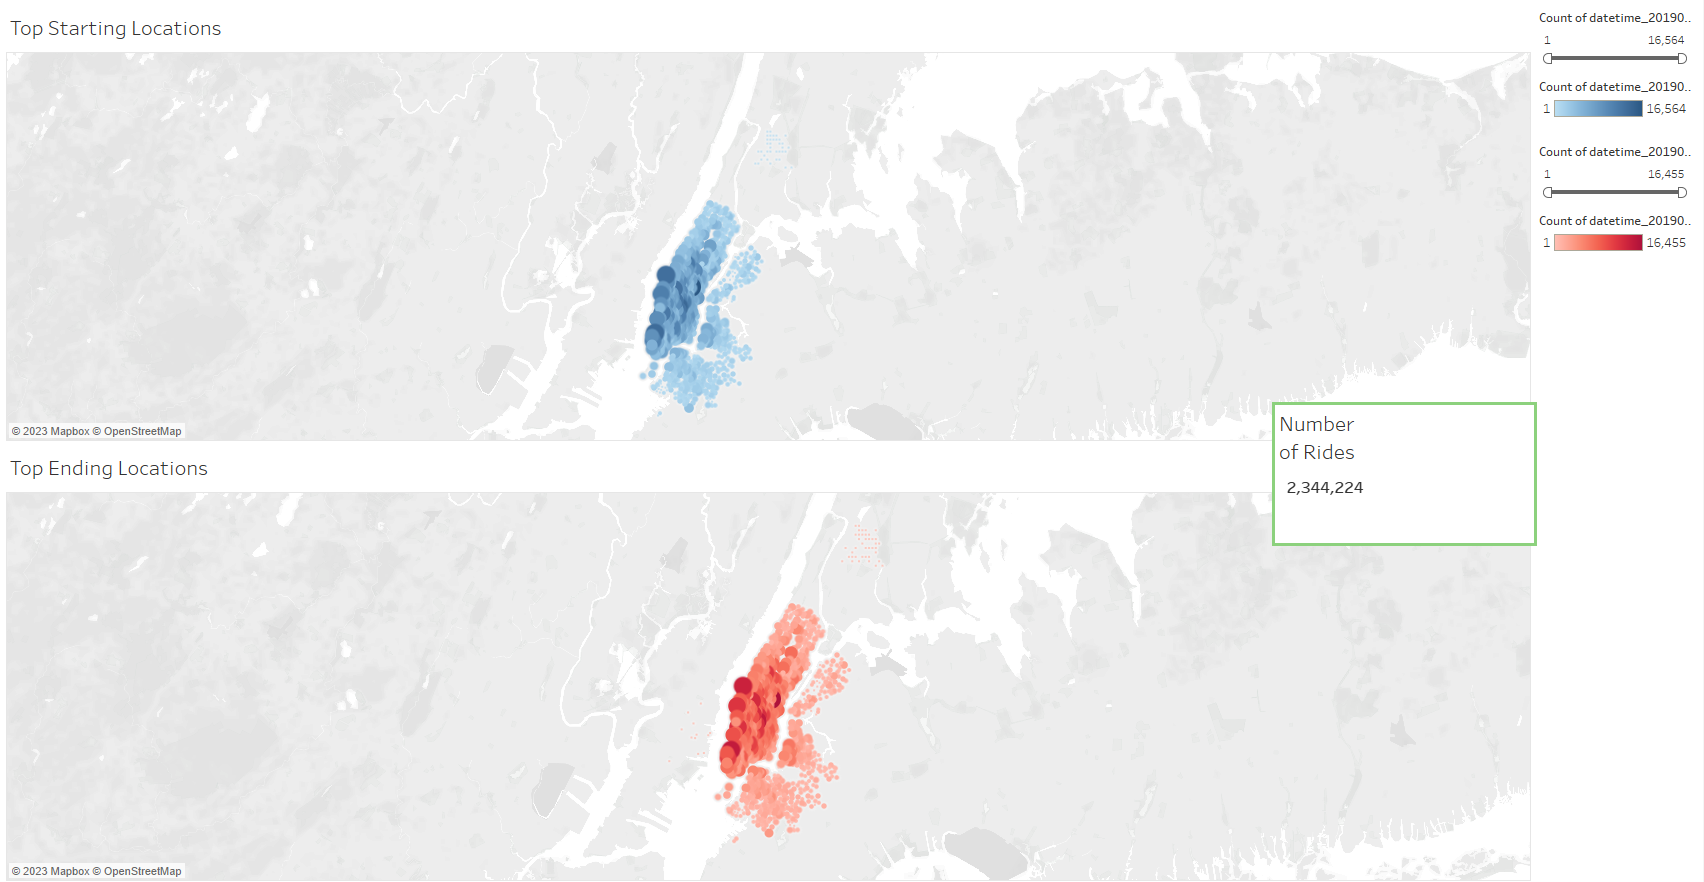 Top Starting Locations
© 2023 Mapbox © OpenStreetMap
Top Ending Locations
© 2023 Mapbox © OpenStreetMap
Number
of Rides
2,344,224
Count of datetime_20190..
1 16,564
Count of datetime_20190..
1 16,564
Count of datetime_20190..
1 16,455
Count of datetime_20190..
1 16,455